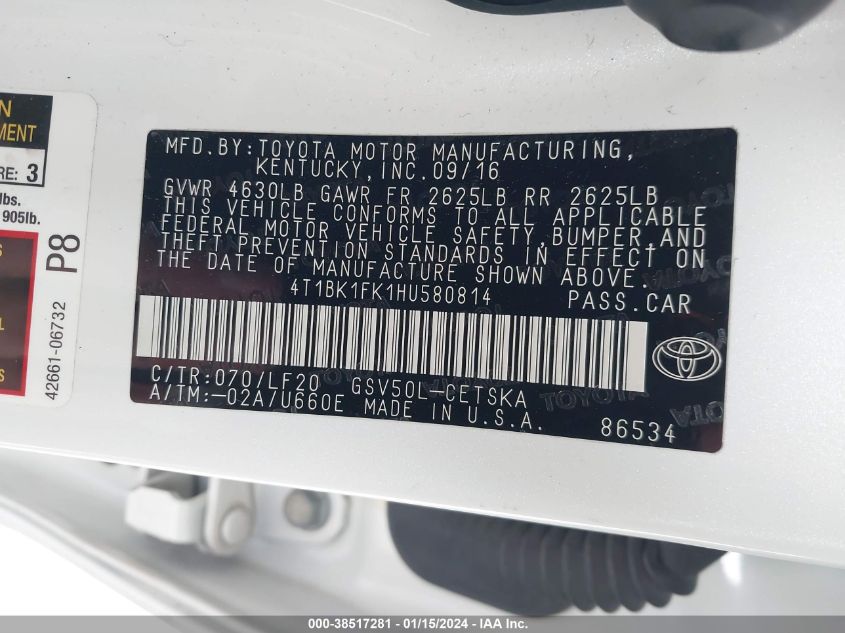 N
MENT
RE: 3
lbs.
905lb.
S
L
S
P8
42661-06732
MFD.BY:TOYOTA MOTOR MANUFACTURING,
KENTUCKY, INC.09/16
GVWR 4630LB GAWR FR 2625LB RR 2625LB
THIS VEHICLE CONFORMS TO ALL APPLICABLE
FEDERAL MOTOR VEHICLE SAFETY,BUMPER,AND
THEFT PREVENTION STANDARDS IN EFFECT ON
THE DATE OF MANUFACTURE SHOWN ABOVE.
4T1BK1FK1HU580814 PASS.CAR
C/TR:070/LF20 GSV50L-CETSKA
A/TM:-02A/U660E MADE IN U.S.A.
86534
000-38517281 - 01/15/2024 - IAA Inc.